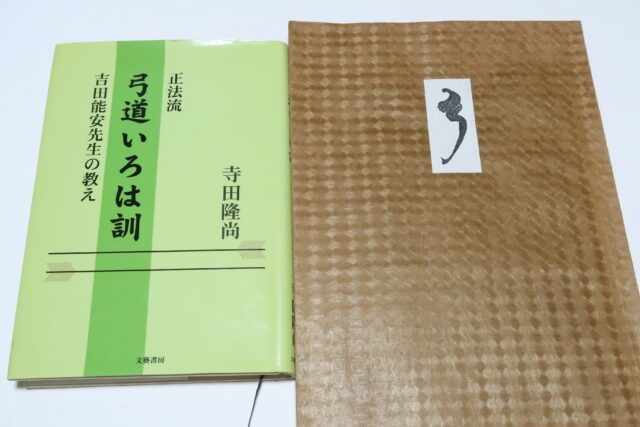 正法流
弓道いろは訓
吉田能安先生の教え
寺田隆尚
文藝書房
弓